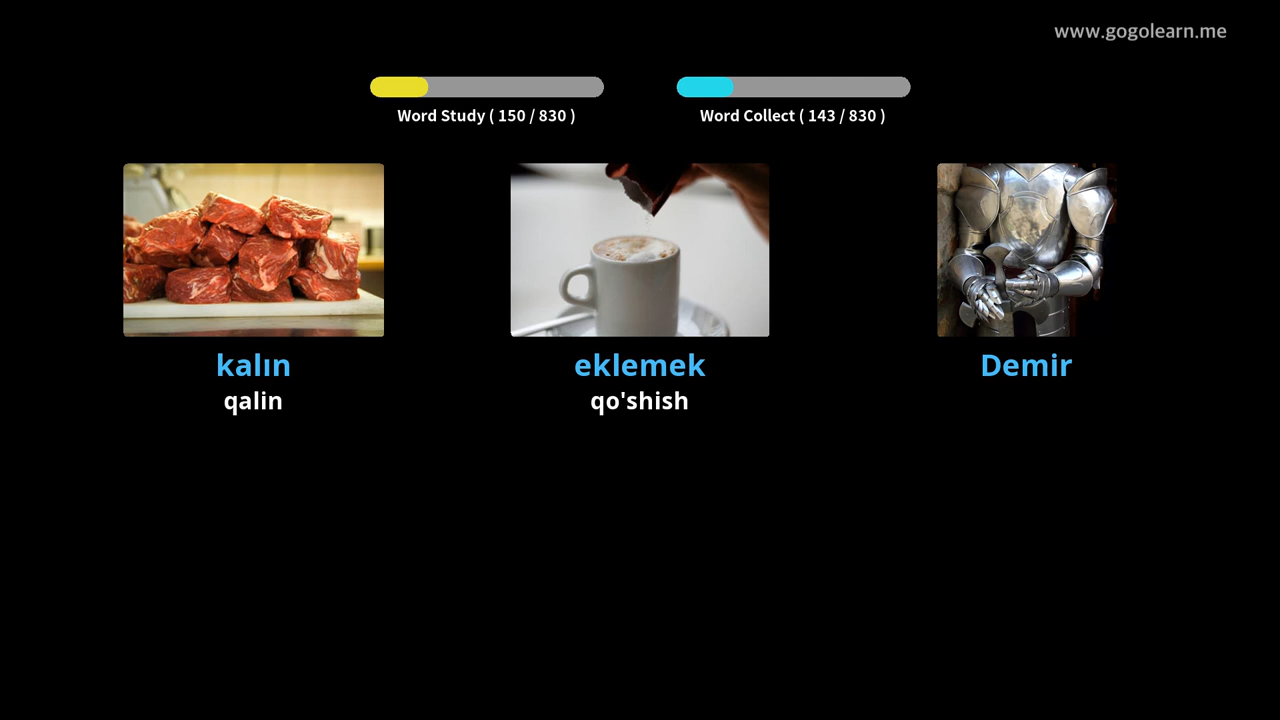 www.gogolearn.me
Word Study ( 150 / 830 )
Word Collect ( 143 / 830 )
kalın
qalin
eklemek
qo'shish
Demir